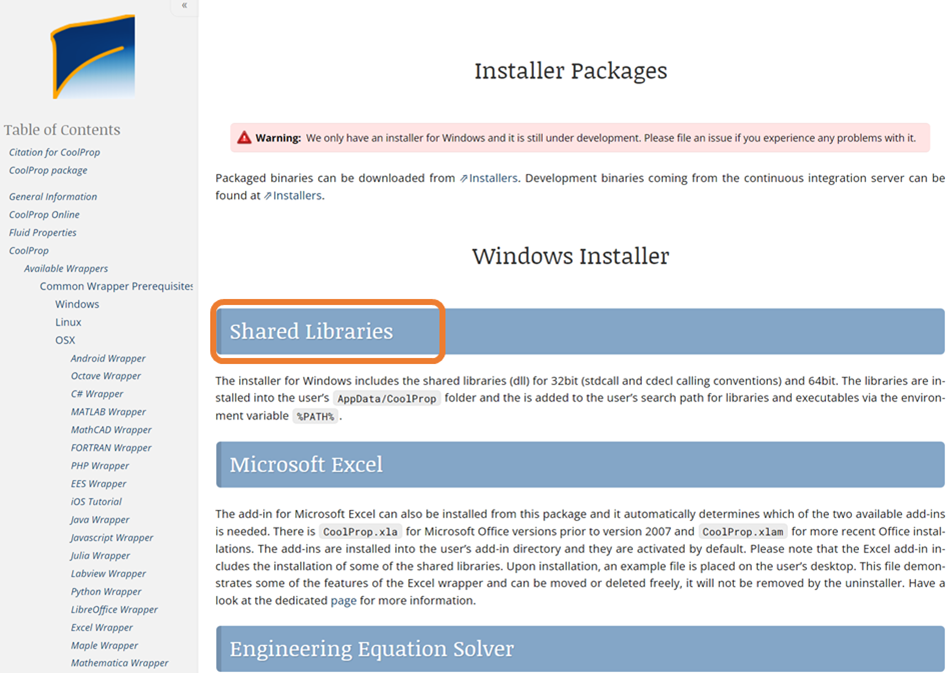 «
Table of Contents
Citation for CoolProp
CoolProp package
General Information
CoolProp Online
Fluid Properties
CoolProp
Available Wrappers
Common Wrapper Prerequisites
Windows
Linux
OSX
Android Wrapper
Octave Wrapper
C# Wrapper
MATLAB Wrapper
MathCAD Wrapper
FORTRAN Wrapper
PHP Wrapper
EES Wrapper
iOS Tutorial
Java Wrapper
Javascript Wrapper
Julia Wrapper
Labview Wrapper
Python Wrapper
LibreOffice Wrapper
Excel Wrapper
Maple Wrapper
Mathematica Wrapper
Installer Packages
Warning: We only have an installer for Windows and it is still under development. Please file an issue if you experience any problems with it.
Packaged binaries can be downloaded from ⇗Installers. Development binaries coming from the continuous integration server can be
found at ⇗Installers.
Windows Installer
Shared Libraries
The installer for Windows includes the shared libraries (dll) for 32bit (stdcall and cdecl calling conventions) and 64bit. The libraries are in-
stalled into the user's AppData/CoolProp folder and the is added to the user's search path for libraries and executables via the environ-
ment variable %PATH%.
Microsoft Excel
The add-in for Microsoft Excel can also be installed from this package and it automatically determines which of the two available add-ins
is needed. There is CoolProp.xla for Microsoft Office versions prior to version 2007 and CoolProp.xlam for more recent Office instal-
lations. The add-ins are installed into the user's add-in directory and they are activated by default. Please note that the Excel add-in in-
cludes the installation of some of the shared libraries. Upon installation, an example file is placed on the user's desktop. This file demon-
strates some of the features of the Excel wrapper and can be moved or deleted freely, it will not be removed by the uninstaller. Have a
look at the dedicated page for more information.
Engineering Equation Solver